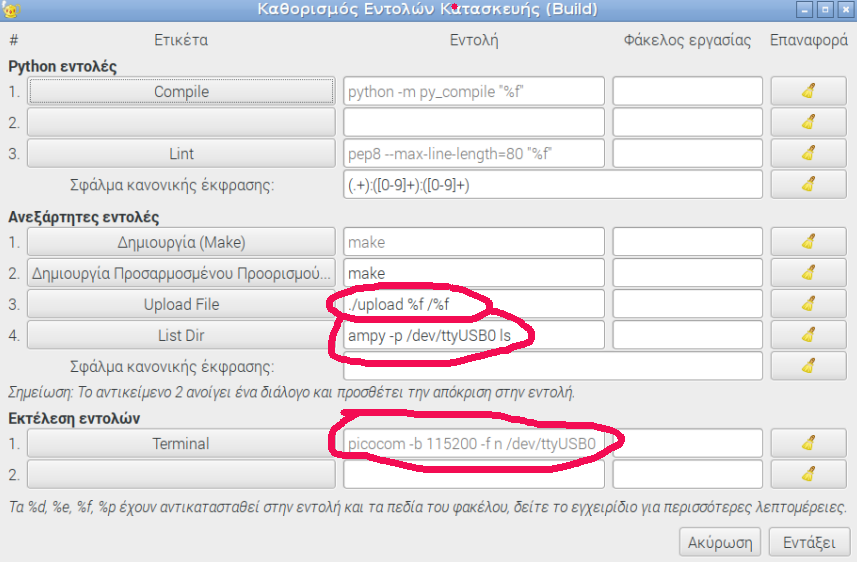 Καθορισμός Εντολών Κατασκευής (Build)
# Ετικέτα Εντολή Φάκελος εργασίας Επαναφορά
Python εντολές
1. Compile python -m py_compile "%f"
2.
3. Lint pep8 --max-line-length=80 "%f"
Σφάλμα κανονικής έκφρασης: (.+):([0-9]+):([0-9]+)
Ανεξάρτητες εντολές
1. Δημιουργία (Make) make
2. Δημιουργία Προσαρμοσμένου Προορισμού... make
3. Upload File ./upload %f /%f
4. List Dir ampy -p /dev/ttyUSB0 ls
Σφάλμα κανονικής έκφρασης:
Σημείωση: Το αντικείμενο 2 ανοίγει ένα διάλογο και προσθέτει την απόκριση στην εντολή.
Εκτέλεση εντολών
1. Terminal picocom -b 115200 -f n /dev/ttyUSB0
2.
Τα %d, %e, %f, %p έχουν αντικατασταθεί στην εντολή και τα πεδία του φακέλου, δείτε το εγχειρίδιο για περισσότερες λεπτομέρειες.
Ακύρωση Εντάξει